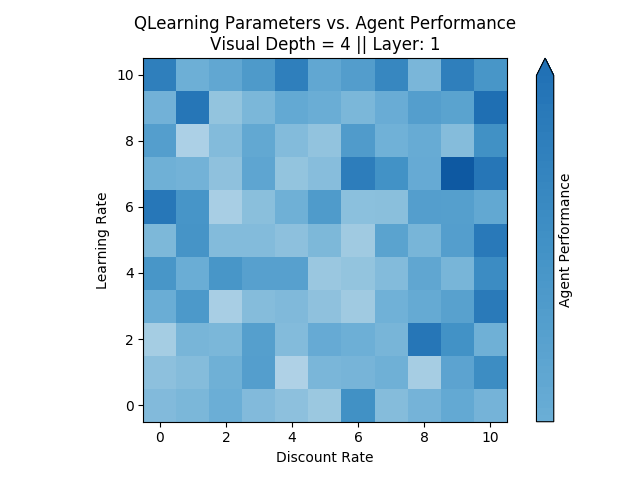 QLearning Parameters vs. Agent Performance
Visual Depth = 4 || Layer: 1
10
8
6
4
2
0
Learning Rate
0 2 4 6 8 10
Discount Rate
Agent Performance